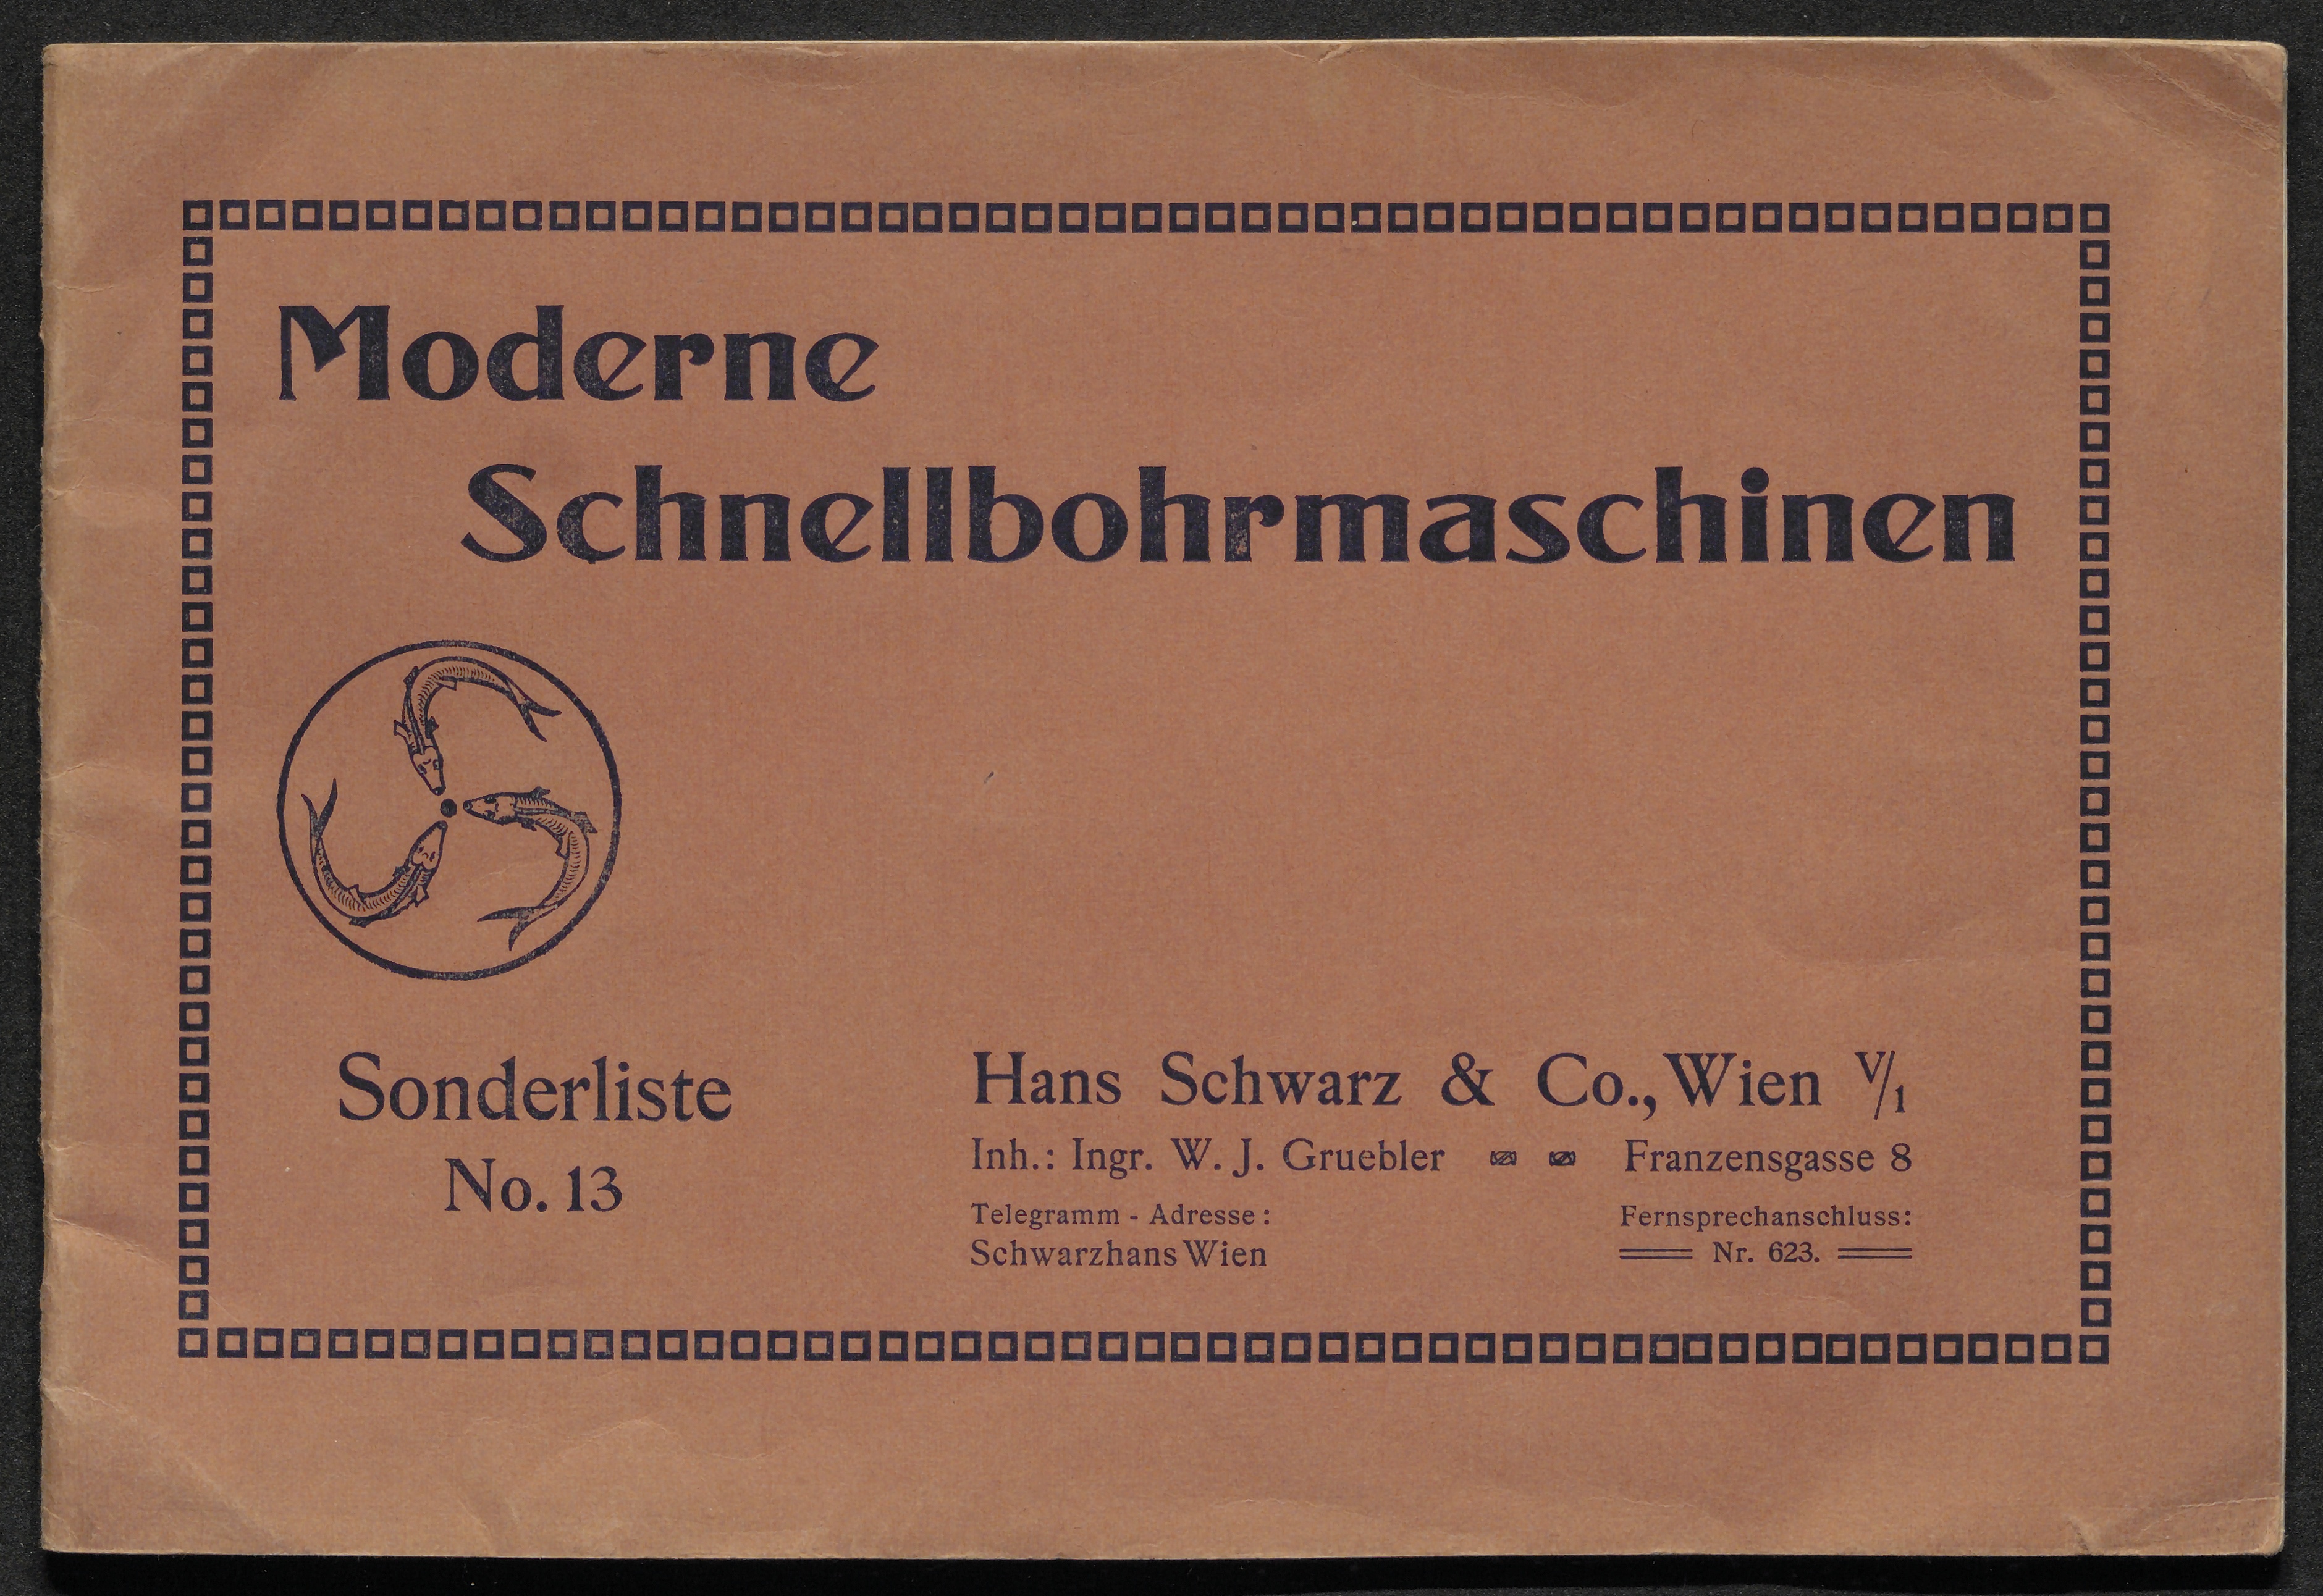 Moderne
Schnellbohrmaschinen
Sonderliste
No. 13
Hans Schwarz & Co., Wien V/1
Inh.: Ingr. W. J. Gruebler Franzensgasse 8
Telegramm - Adresse:
Schwarzhans Wien
Fernsprechanschluss:
Nr. 623.